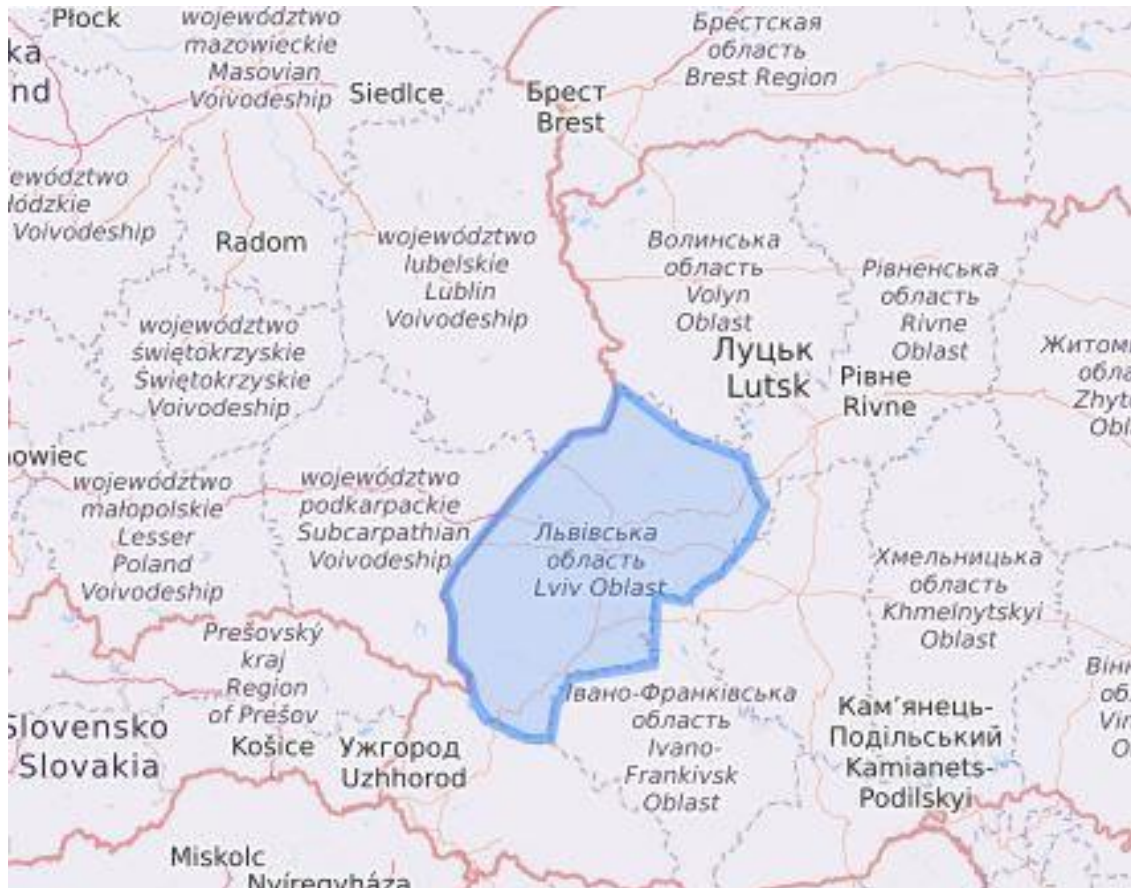 Płock
województwo
mazowieckie
Masovian
Voivodeship
Siedlce
Брест
Brest
Брестская
область
Brest Region
Radom
województwo
lubelskie
Lublin
Voivodeship
Волинська
область
Volyn
Oblast
Рівненська
область
Rivne
Oblast
Voivodeship
województwo
świętokrzyskie
Świętokrzyskie
Voivodeship
Луцьк
Lutsk
Рівне
Rivne
województwo
małopolskie
Lesser
Poland
Voivodeship
województwo
podkarpackie
Subcarpathian
Voivodeship
Львівська
область
Lviv Oblast
Хмельницька
область
Khmelnytskyi
Oblast
Prešovský
kraj
Region
of Prešov
Slovensko
Slovakia
Košice
Ужгород
Uzhhorod
Івано-Франківська
область
Ivano-
Frankivsk
Oblast
Кам’янець-
Подільський
Kamianets-
Podilskyi
Miskolc
Nyíregyháza